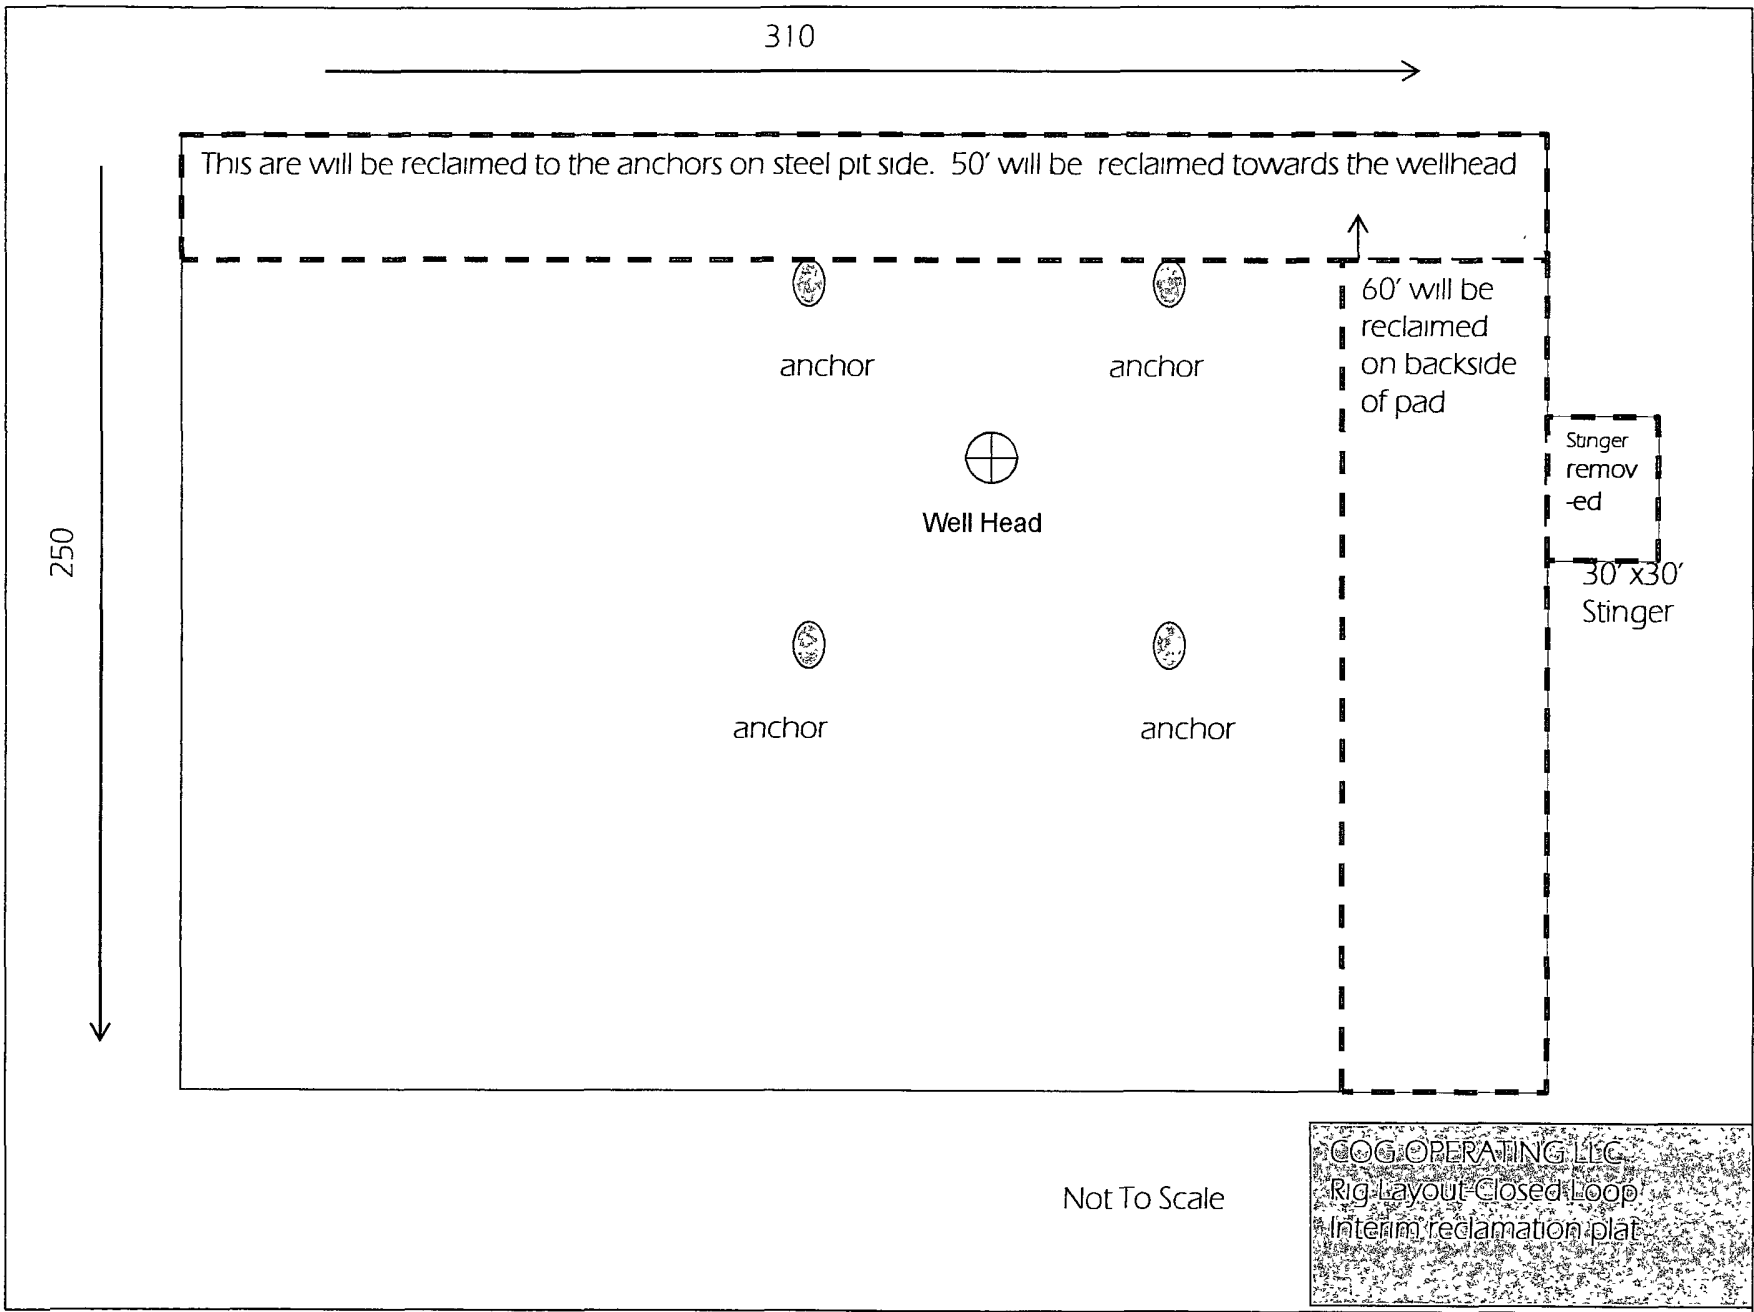 310
This are will be reclaimed to the anchors on steel pit side. 50' will be reclaimed towards the wellhead
250
60' will be
reclaimed
on backside
of pad
anchor
anchor
Stinger
remov
-ed
Well Head
30' x30'
Stinger
anchor
anchor
Not To Scale
COG OPERATING LLC
Rig Layout Closed Loop
Interim reclamation plat